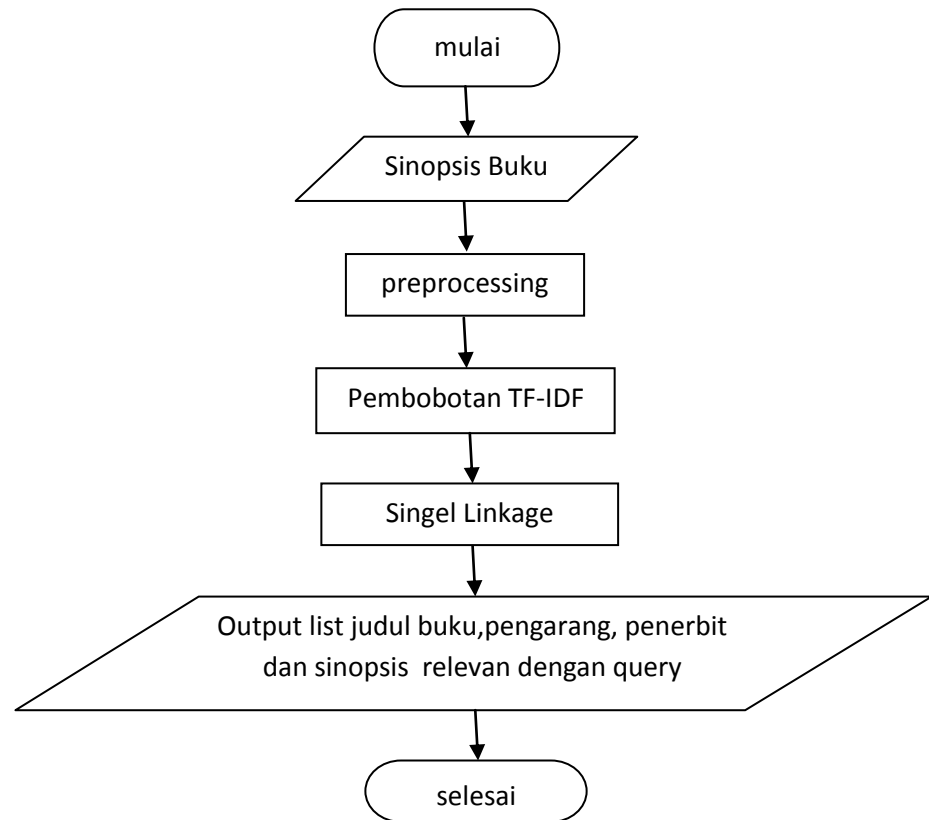 mulai
Sinopsis Buku
preprocessing
Pembobotan TF-IDF
Singel Linkage
Output list judul buku,pengarang, penerbit
dan sinopsis relevan dengan query
selesai